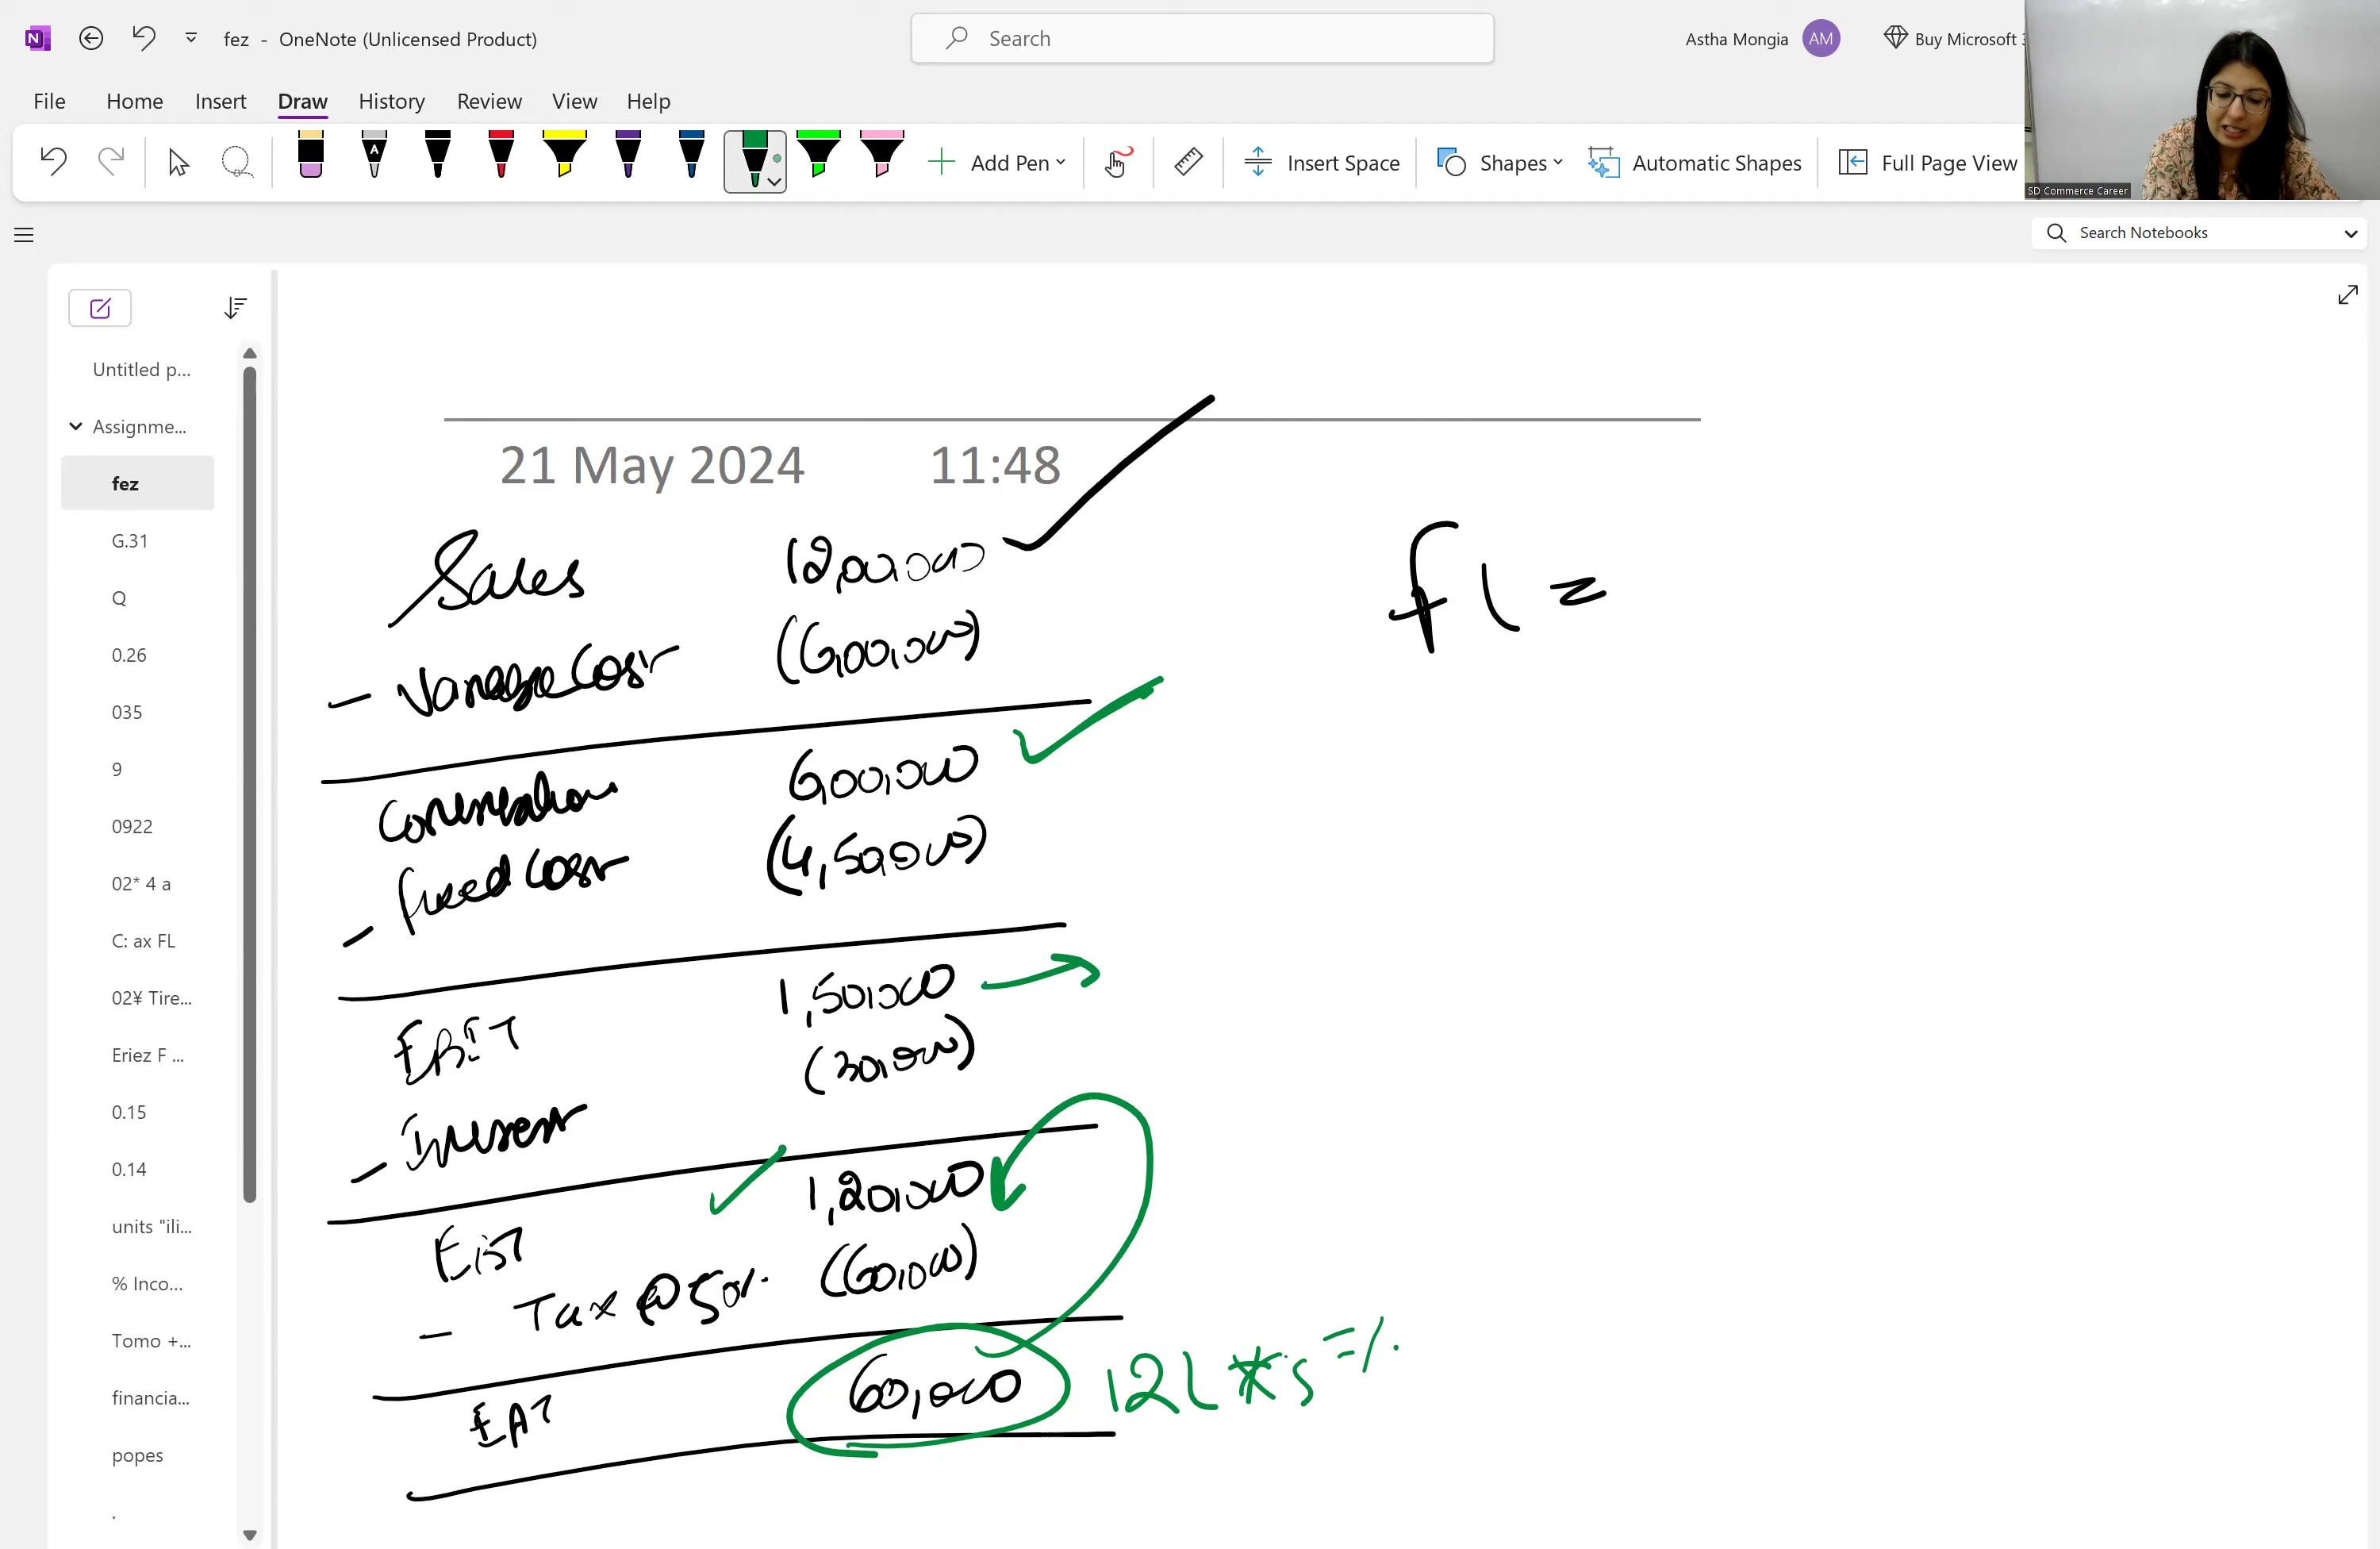 fez - OneNote (Unlicensed Product)
Search
Astha Mongia AM
Buy Microsoft 3
File Home Insert Draw History Review View Help
Add Pen Insert Space Shapes Automatic Shapes Full Page View
SD Commerce Career
Search Notebooks
Untitled p...
Assignme...
fez
G.31
Q
0.26
035
9
0922
02* 4 a
C: ax FL
02¥ Tire...
Eriez F ...
0.15
0.14
units "ili...
% Inco...
Tomo +...
financia...
popes
.
21 May 2024 11:48
Sales 12,00,000
- Variable Cost (6,00,000)
Contribution 6,00,000
- fixed Cost (4,50,000)
EBIT 1,50,000
- Interest (30,000)
EBT 1,20,000
- Tax @ 50% (60,000)
EAT 60,000 12L * 5 = %
fl =